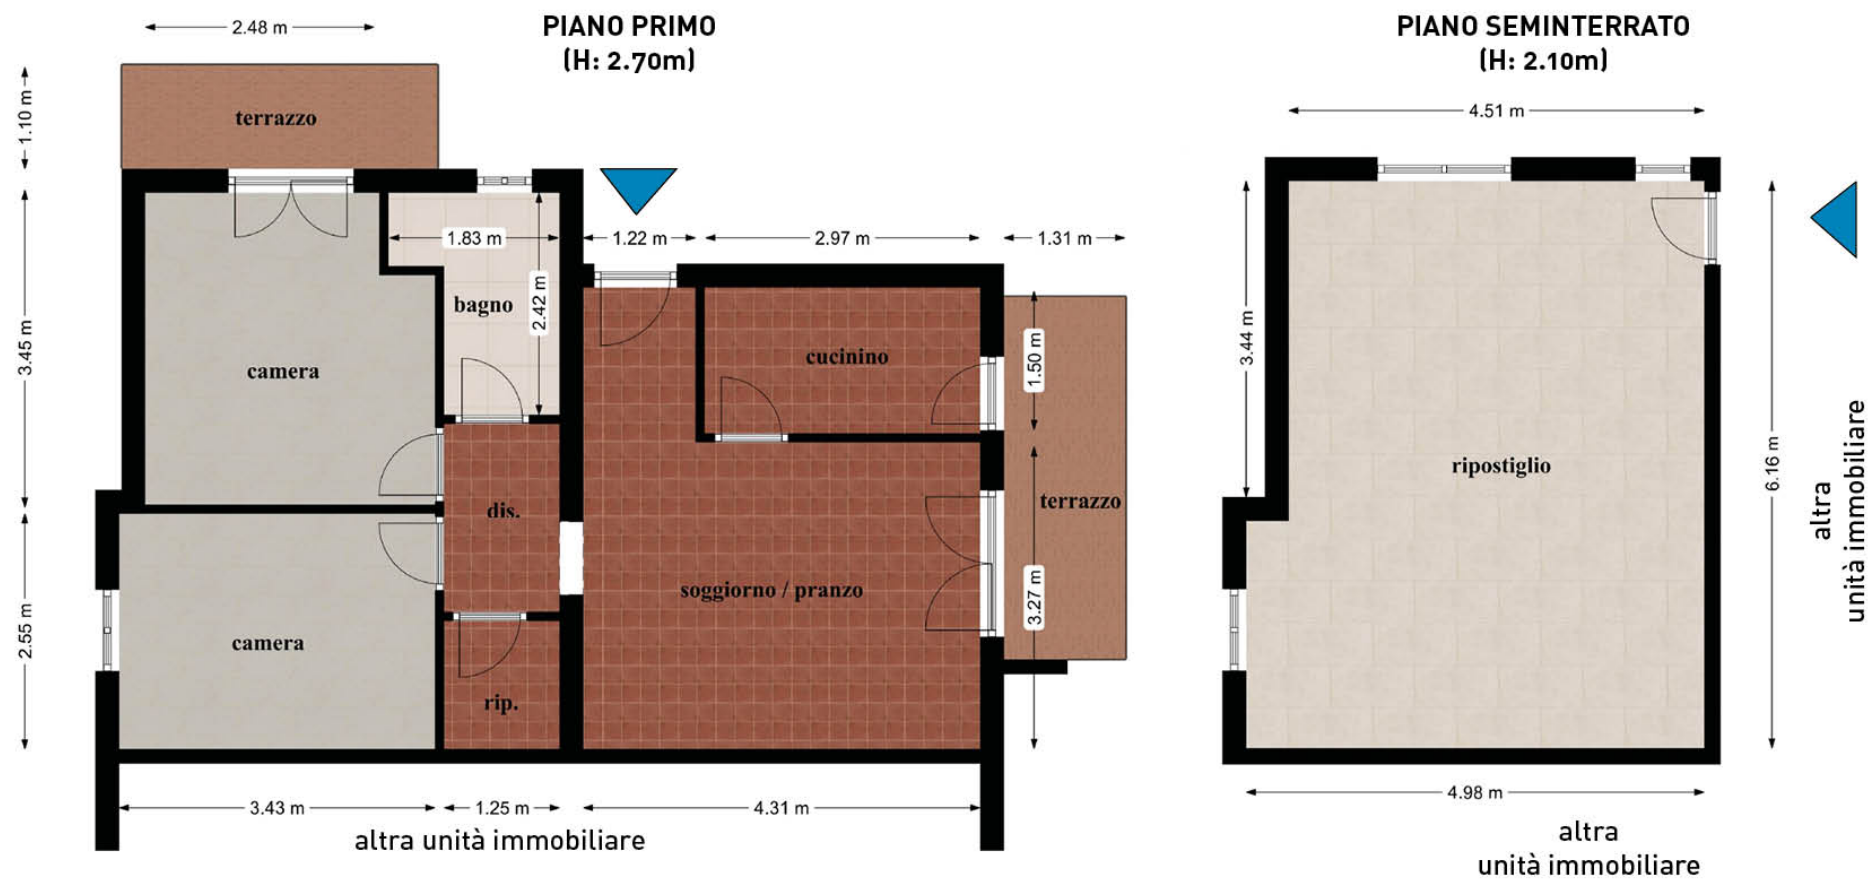 PIANO PRIMO
(H: 2.70m)
2.48 m
1.10 m
terrazzo
3.45 m
1.83 m
2.42 m
bagno
camera
1.22 m
2.97 m
1.31 m
cucinino
1.50 m
dis.
terrazzo
soggiorno / pranzo
3.27 m
2.55 m
camera
rip.
3.43 m
1.25 m
4.31 m
altra unità immobiliare
PIANO SEMINTERRATO
(H: 2.10m)
4.51 m
3.44 m
ripostiglio
6.16 m
altra
unità immobiliare
4.98 m
altra
unità immobiliare